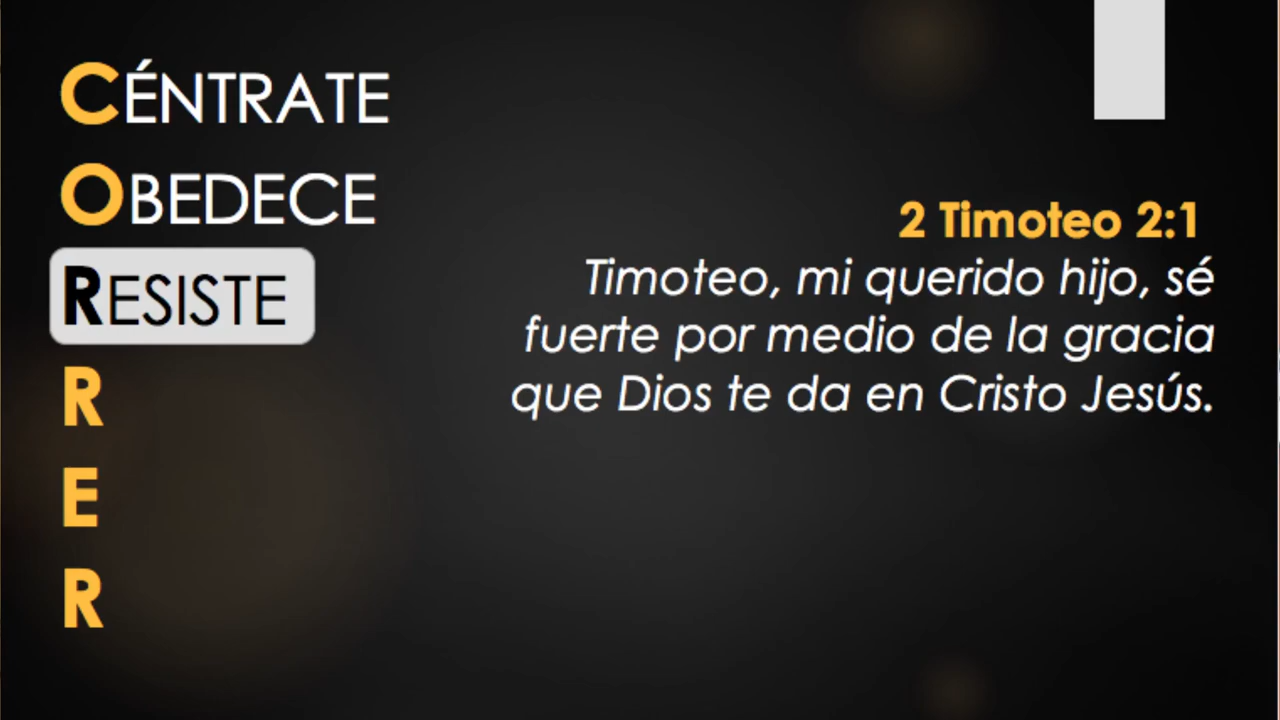 CÉNTRATE
OBEDECE
RESISTE
R
E
R
2 Timoteo 2:1
Timoteo, mi querido hijo, sé
fuerte por medio de la gracia
que Dios te da en Cristo Jesús.